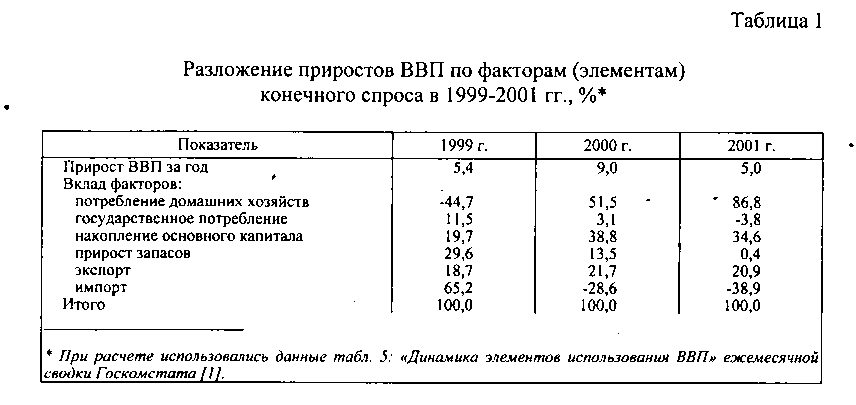 Таблица 1
Разложение приростов ВВП по факторам (элементам)
конечного спроса в 1999-2001 гг., %*
Показатель 1999 г. 2000 г. 2001 г.
Прирост ВВП за год 5,4 9,0 5,0
Вклад факторов:
потребление домашних хозяйств -44,7 51,5 86,8
государственное потребление 11,5 3,1 -3,8
накопление основного капитала 19,7 38,8 34,6
прирост запасов 29,6 13,5 0,4
экспорт 18,7 21,7 20,9
импорт 65,2 -28,6 -38,9
Итого 100,0 100,0 100,0
* При расчете использовались данные табл. 5: «Динамика элементов использования ВВП» ежемесячной
сводки Госкомстата [1].